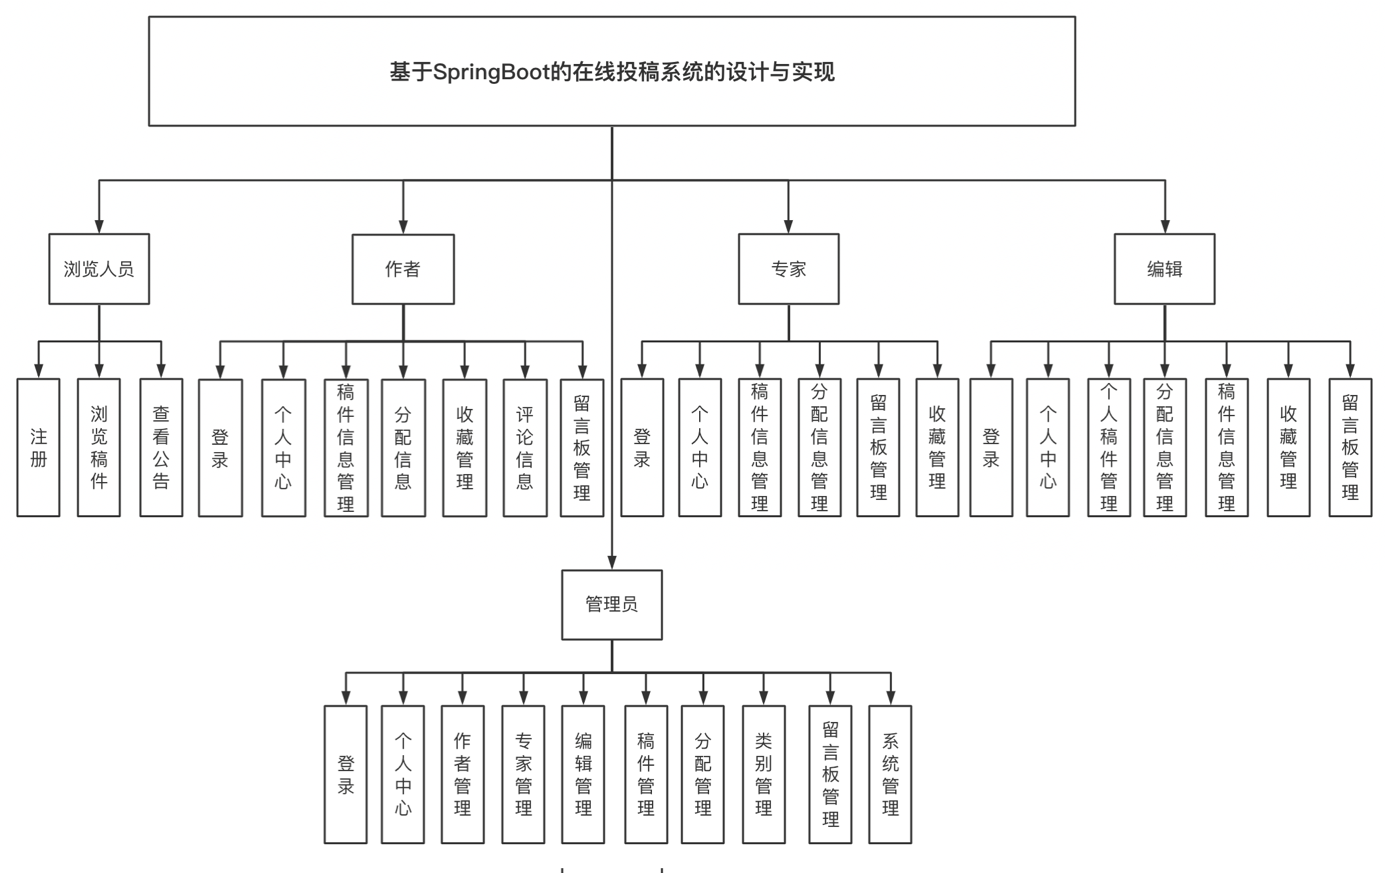 基于SpringBoot的在线投稿系统的设计与实现
浏览人员
作者
专家
编辑
注册
浏览稿件
查看公告
登录
个人中心
稿件信息管理
分配信息
收藏管理
评论信息
留言板管理
登录
个人中心
稿件信息管理
分配信息管理
留言板管理
收藏管理
登录
个人中心
个人稿件管理
分配信息管理
稿件信息管理
收藏管理
留言板管理
管理员
登录
个人中心
作者管理
专家管理
编辑管理
稿件管理
分配管理
类别管理
留言板管理
系统管理